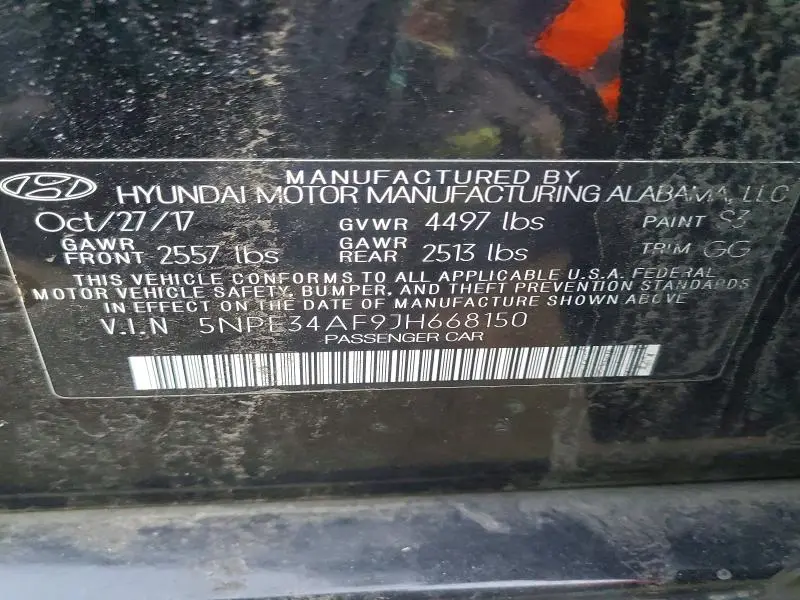 MANUFACTURED BY
HYUNDAI MOTOR MANUFACTURING ALABAMA, LLC
Oct/27/17 GVWR 4497 lbs PAINT S3
GAWR FRONT 2557 lbs GAWR REAR 2513 lbs TRIM GG
THIS VEHICLE CONFORMS TO ALL APPLICABLE U.S.A. FEDERAL
MOTOR VEHICLE SAFETY, BUMPER, AND THEFT PREVENTION STANDARDS
IN EFFECT ON THE DATE OF MANUFACTURE SHOWN ABOVE
V.I.N 5NPE34AF9JH668150
PASSENGER CAR